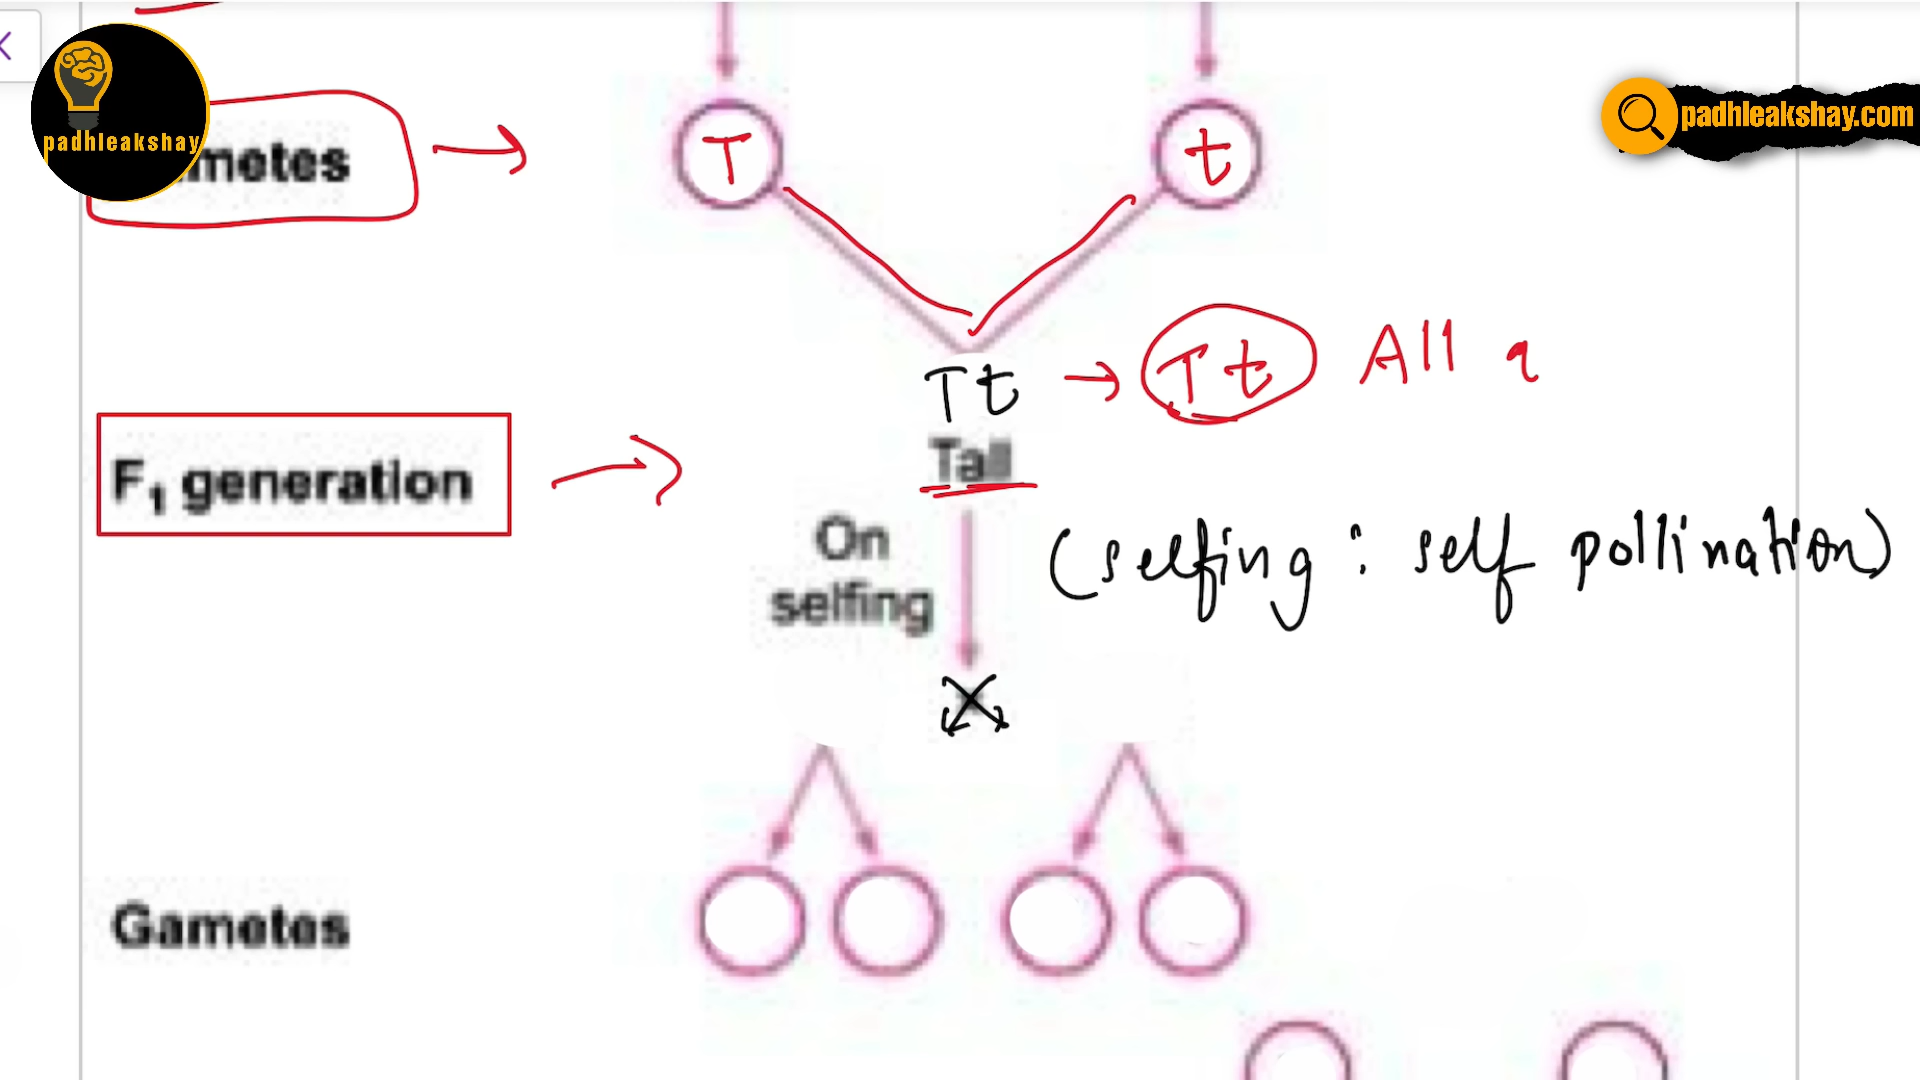 padhleakshay
padhleakshay.com
metes
T
t
Tt
Tt All
Tall
F₁ generation
On
selfing
(selfing : self pollination)
Gametes